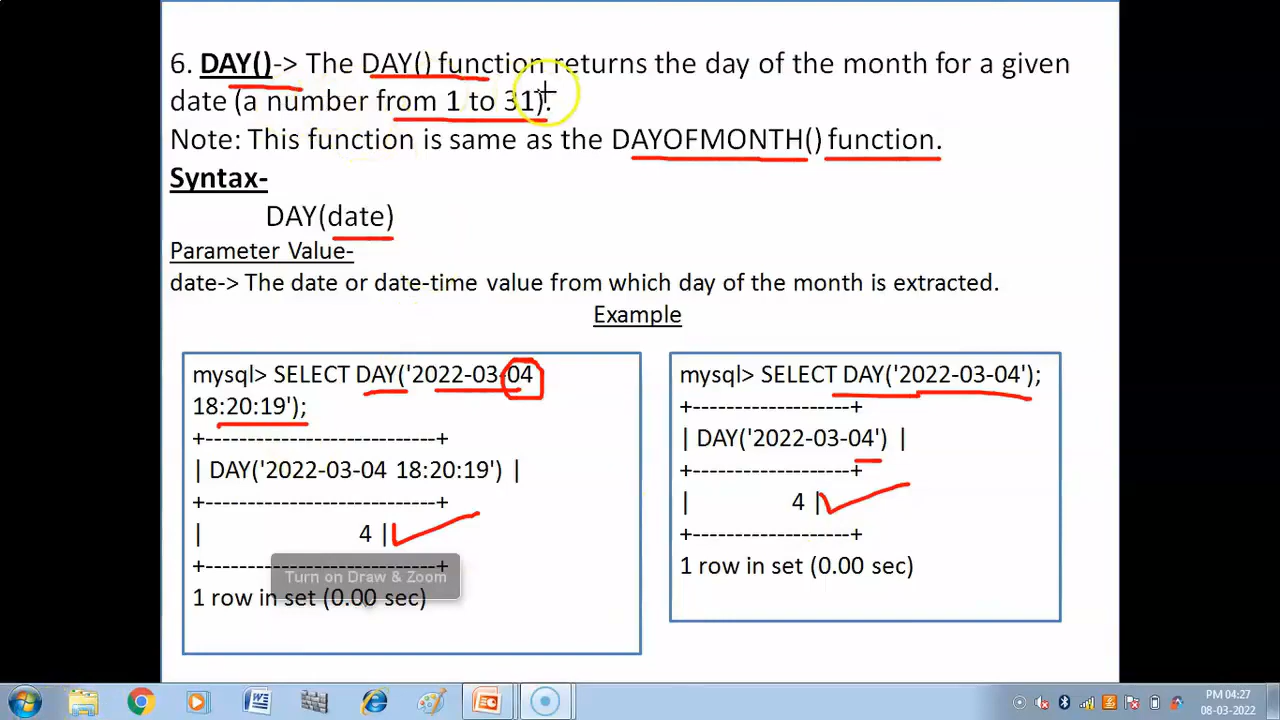 6. DAY()-> The DAY() function returns the day of the month for a given
date (a number from 1 to 31).
Note: This function is same as the DAYOFMONTH() function.
Syntax-
DAY(date)
Parameter Value-
date-> The date or date-time value from which day of the month is extracted.
Example
mysql> SELECT DAY('2022-03-04
18:20:19');
+---------------------------+
| DAY('2022-03-04 18:20:19') |
+---------------------------+
| 4 |
+---------------------------+
1 row in set (0.00 sec)
mysql> SELECT DAY('2022-03-04');
+-------------------+
| DAY('2022-03-04') |
+-------------------+
| 4 |
+-------------------+
1 row in set (0.00 sec)
Turn on Draw & Zoom
PM 04:27
08-03-2022